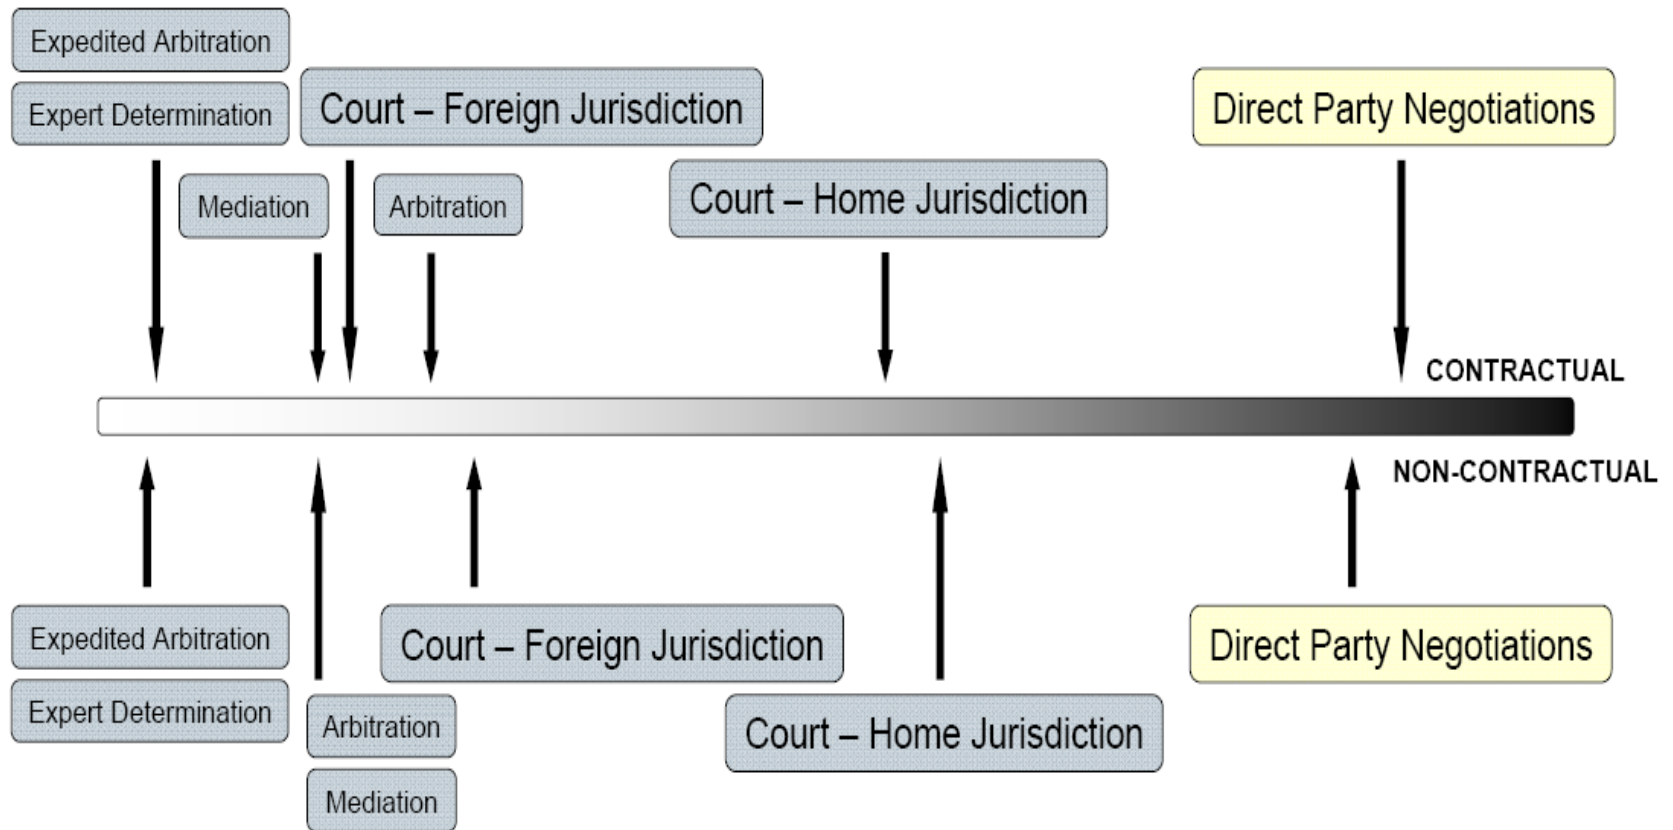 Expedited Arbitration
Expert Determination
Court – Foreign Jurisdiction
Direct Party Negotiations
Mediation
Arbitration
Court – Home Jurisdiction
CONTRACTUAL
NON-CONTRACTUAL
Expedited Arbitration
Expert Determination
Court – Foreign Jurisdiction
Direct Party Negotiations
Arbitration
Mediation
Court – Home Jurisdiction